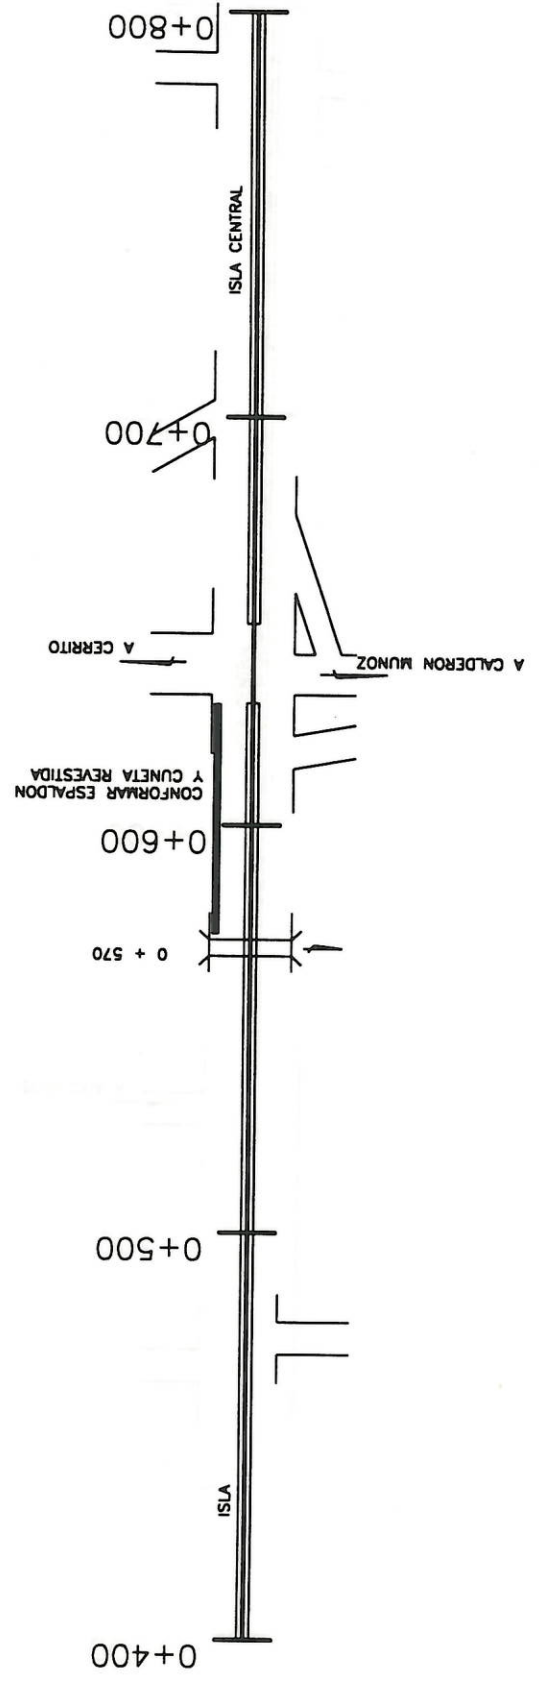 0+800
ISLA CENTRAL
0+700
A CERRITO
A CALDERON MUNOZ
CONFORMAR ESPALDON
Y CUNETA REVESTIDA
0+600
0 + 570
0+500
ISLA
0+400